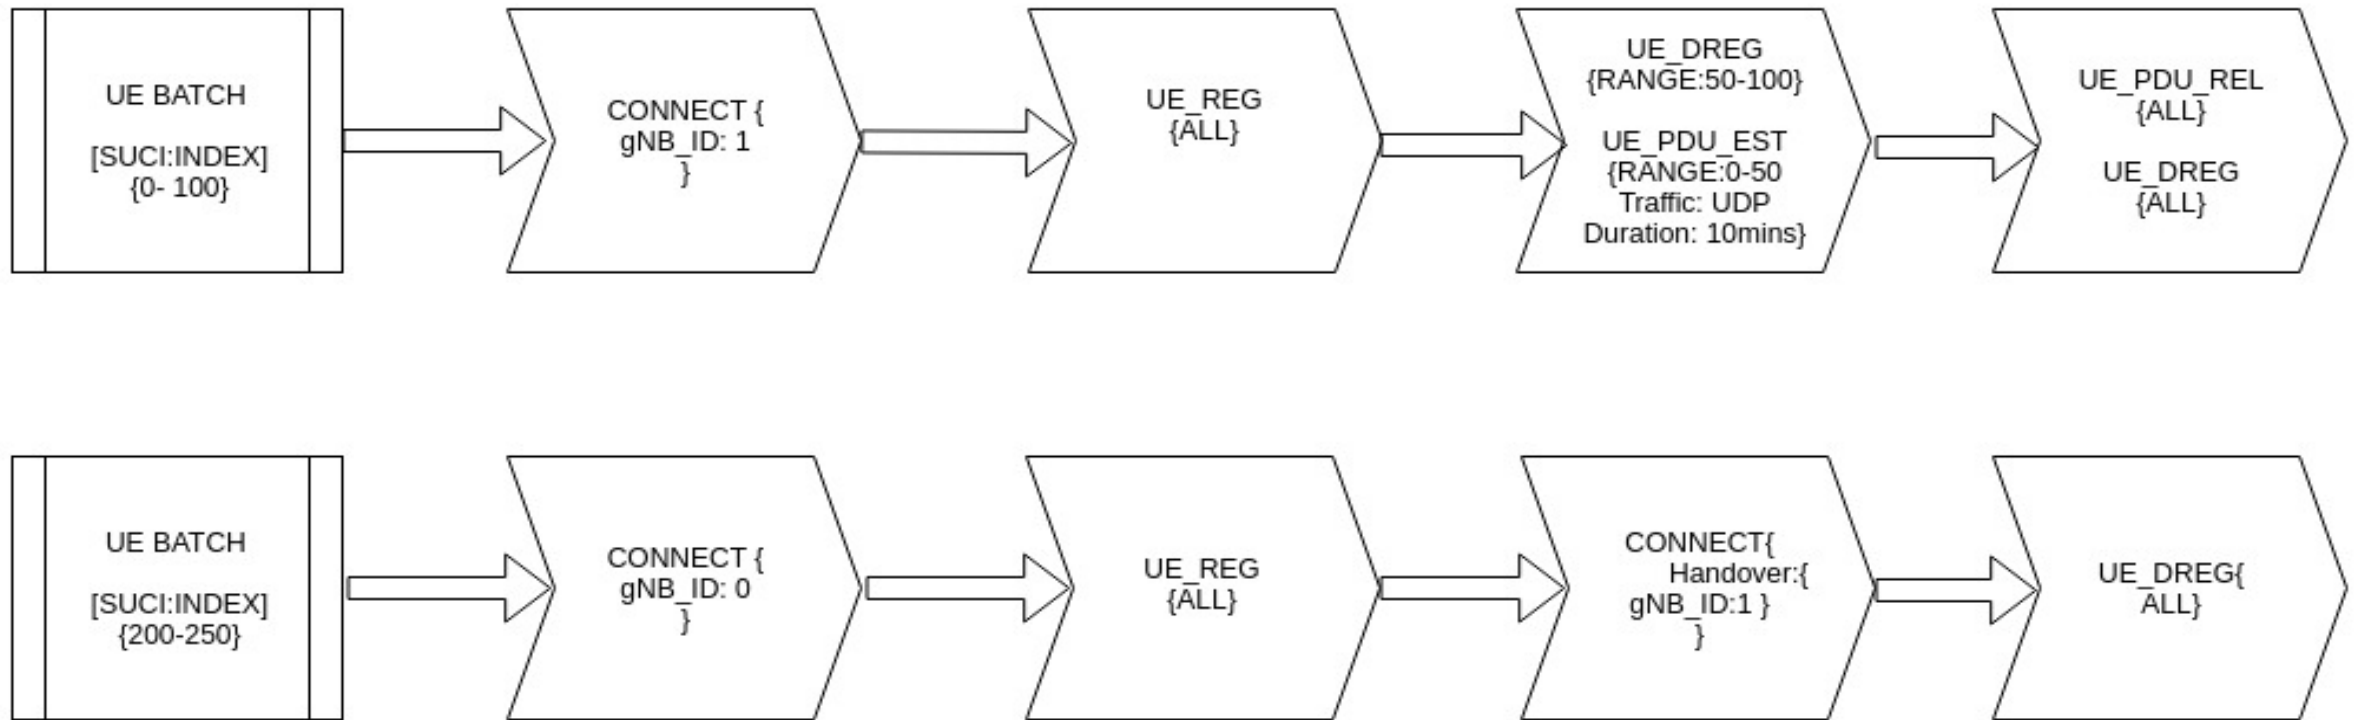 UE BATCH
[SUCI:INDEX]
{0- 100}
CONNECT {
gNB_ID: 1
}
UE_REG
{ALL}
UE_DREG
{RANGE:50-100}
UE_PDU_EST
{RANGE:0-50
Traffic: UDP
Duration: 10mins}
UE_PDU_REL
{ALL}
UE_DREG
{ALL}
UE BATCH
[SUCI:INDEX]
{200-250}
CONNECT {
gNB_ID: 0
}
UE_REG
{ALL}
CONNECT{
Handover:{
gNB_ID:1 }
}
UE_DREG{
ALL}